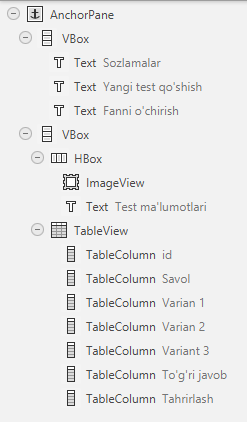 AnchorPane
VBox
Text Sozlamalar
Text Yangi test qo'shish
Text Fanni o'chirish
VBox
HBox
ImageView
Text Test ma'lumotlari
TableView
TableColumn id
TableColumn Savol
TableColumn Varian 1
TableColumn Varian 2
TableColumn Variant 3
TableColumn To'g'ri javob
TableColumn Tahrirlash